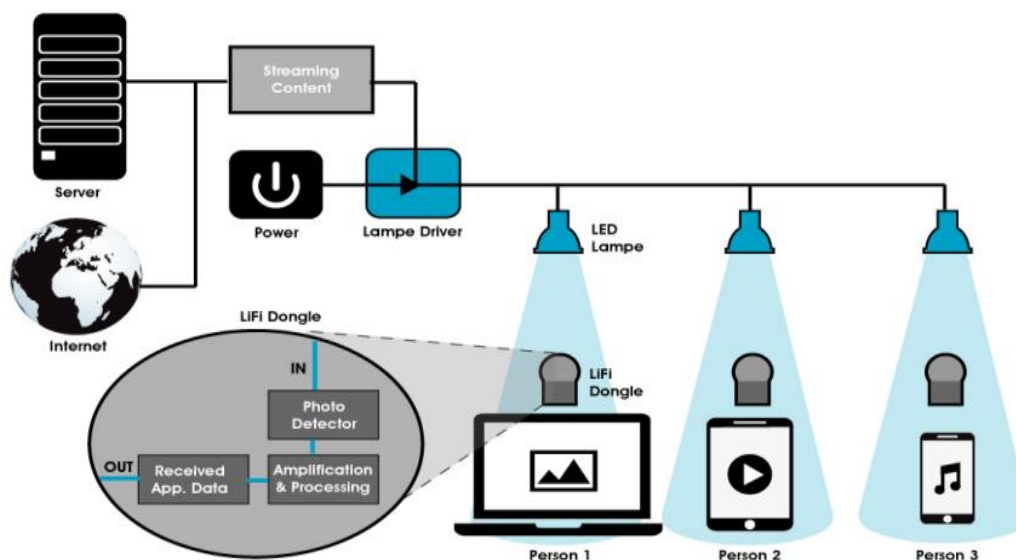 Streaming
Content
Server
Power
Lampe Driver
LED
Lampe
Internet
LiFi Dongle
IN
Photo
Detector
OUT
Received
App. Data
Amplification
& Processing
LiFi
Dongle
Person 1
Person 2
Person 3